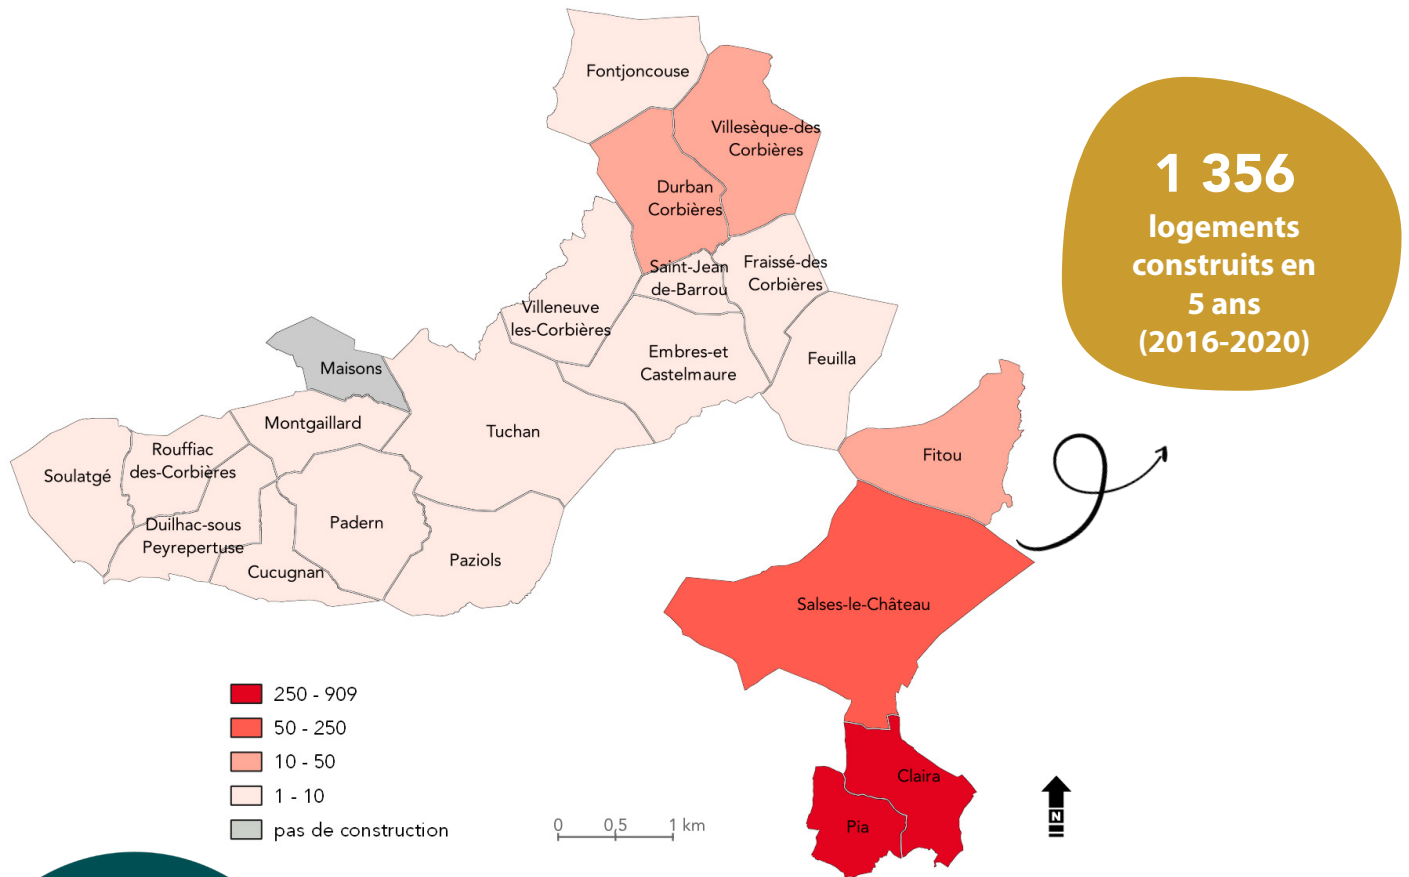 Fontjoncouse
Villesèque-des
Corbières
Durban
Corbières
Saint-Jean
de-Barrou
Fraissé-des
Corbières
Villeneuve
les-Corbières
Embres-et
Castelmaure
Feuilla
Maisons
Montgaillard
Tuchan
Rouffiac
des-Corbières
Soulatgé
Duilhac-sous
Peyrepertuse
Padern
Cucugnan
Paziols
Fitou
Salses-le-Château
Claira
Pia
1 356
logements
construits en
5 ans
(2016-2020)
250 - 909
50 - 250
10 - 50
1 - 10
pas de construction
0 0,5 1 km
N